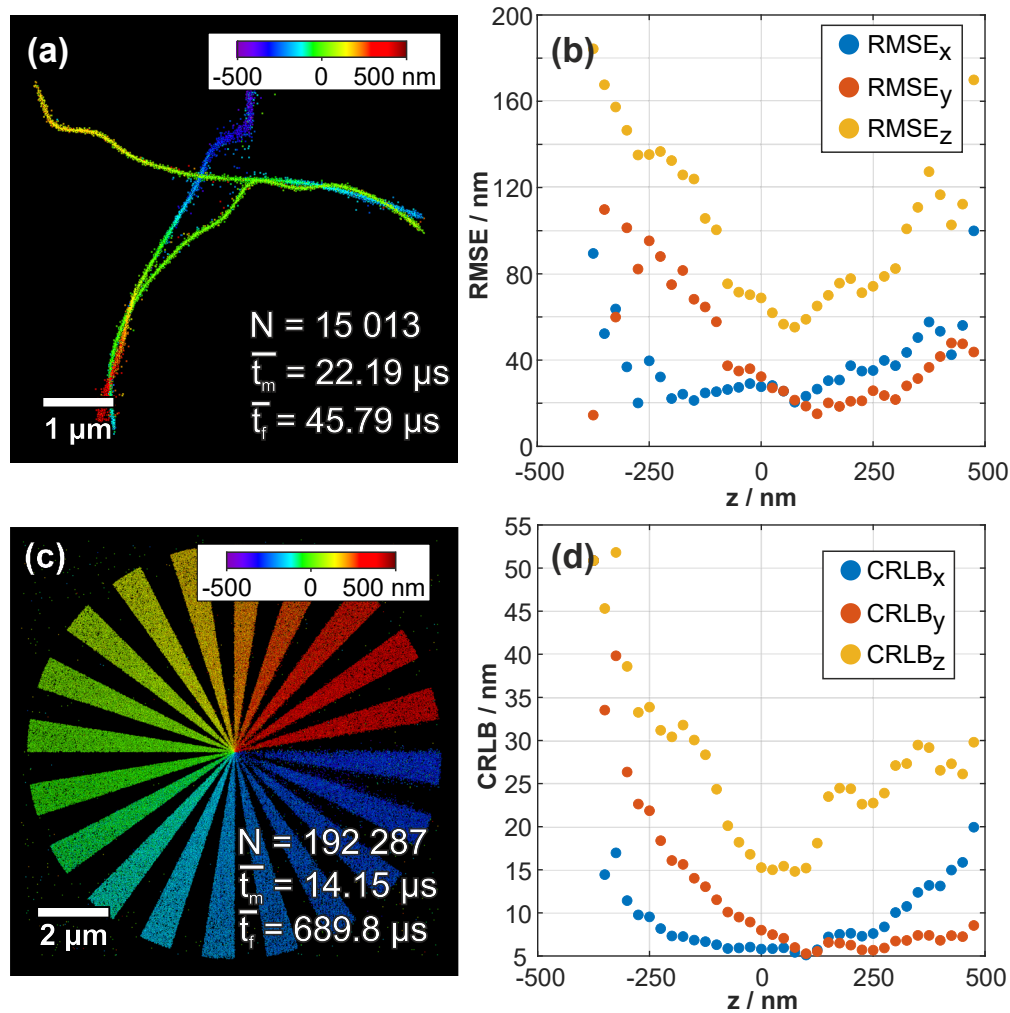 (a)
-500 0 500 nm
N = 15 013
t̄m = 22.19 µs
t̄f = 45.79 µs
1 µm
(b)
RMSEx
RMSEy
RMSEz
200
160
120
80
40
0
RMSE / nm
-500 -250 0 250 500
z / nm
(c)
-500 0 500 nm
N = 192 287
t̄m = 14.15 µs
t̄f = 689.8 µs
2 µm
(d)
CRLBx
CRLBy
CRLBz
55
50
45
40
35
30
25
20
15
10
5
CRLB / nm
-500 -250 0 250 500
z / nm